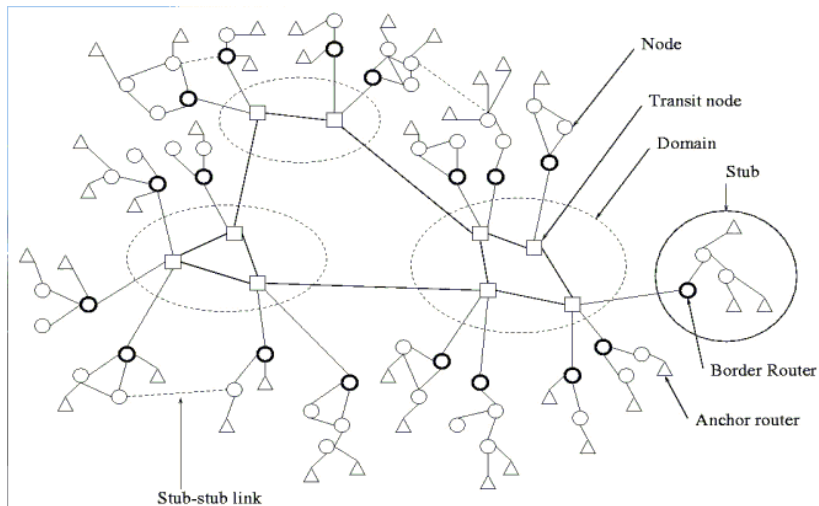 Node
Transit node
Domain
Stub
Border Router
Anchor router
Stub-stub link